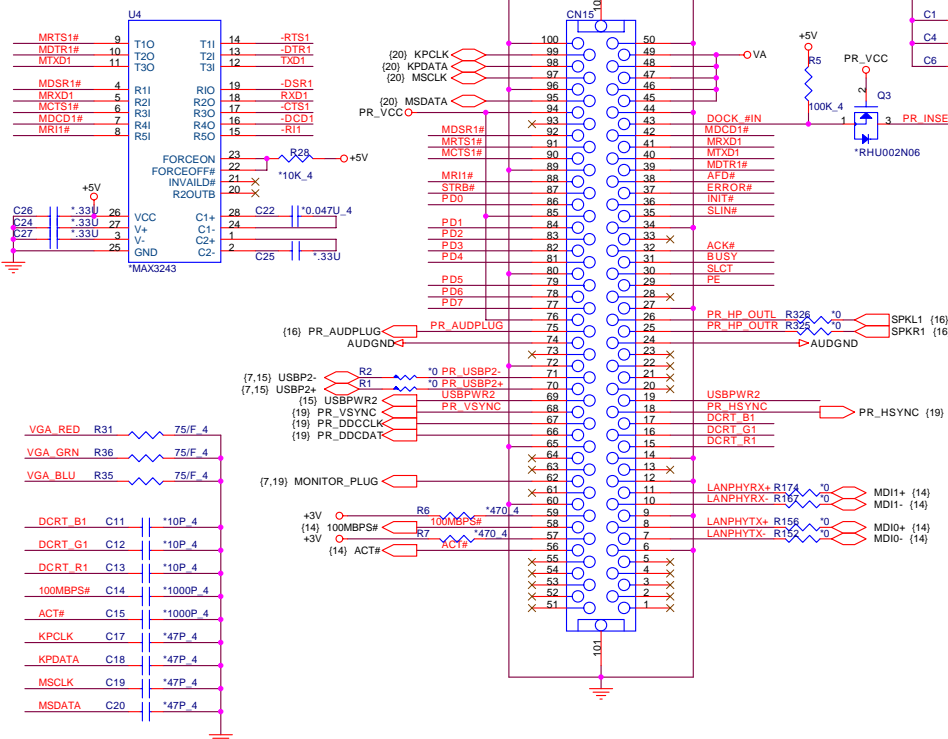 U4
MRTS1# 9 T1O T1I 14 -RTS1
MDTR1# 10 T2O T2I 13 -DTR1
MTXD1 11 T3O T3I 12 TXD1
MDSR1# 4 R1I RIO 19 -DSR1
MRXD1 5 R2I R2O 18 RXD1
MCTS1# 6 R3I R3O 17 -CTS1
MDCD1# 7 R4I R4O 16 -DCD1
MRI1# 8 R5I R5O 15 -RI1
FORCEON 23 R28 +5V
FORCEOFF# 22 *10K_4
INVAILD# 21
R2OUTB 20
+5V
C26 *.33U 26 VCC C1+ 28 C22 *0.047U_4
C24 *.33U 27 V+ C1- 24
C27 *.33U 3 V- C2+ 1
25 GND C2- 2 C25 *.33U
*MAX3243
CN15
10
100 50
{20} KPCLK 99 49 VA
{20} KPDATA 98 48
{20} MSCLK 97 47
96 46
{20} MSDATA 95 45
PR_VCC 94 44
93 43 DOCK_#IN
MDSR1# 92 42 MDCD1#
MRTS1# 91 41 MRXD1
MCTS1# 90 40 MTXD1
89 39 MDTR1#
MRI1# 88 38 AFD#
STRB# 87 37 ERROR#
PD0 86 36 INIT#
85 35 SLIN#
PD1 84 34
PD2 83 33
PD3 82 32 ACK#
PD4 81 31 BUSY
80 30 SLCT
PD5 79 29 PE
PD6 78 28
PD7 77 27
76 26 PR_HP_OUTL R326 *0 SPKL1 {16}
{16} PR_AUDPLUG PR_AUDPLUG 75 25 PR_HP_OUTR R325 *0 SPKR1 {16
AUDGND 74 24 AUDGND
73 23
72 22
{7,15} USBP2- R2 *0 PR_USBP2- 71 21
{7,15} USBP2+ R1 *0 PR_USBP2+ 70 20
{15} USBPWR2 USBPWR2 69 19 USBPWR2
{19} PR_VSYNC PR_VSYNC 68 18 PR_HSYNC PR_HSYNC {19}
{19} PR_DDCCLK 67 17 DCRT_B1
{19} PR_DDCDAT 66 16 DCRT_G1
65 15 DCRT_R1
64 14
63 13
{7,19} MONITOR_PLUG 62 12
61 11 LANPHYRX+ R174 *0 MDI1+ {14}
60 10 LANPHYRX- R167 *0 MDI1- {14}
+3V R6 *470_4 59 9
{14} 100MBPS# 100MBPS# 58 8 LANPHYTX+ R156 *0 MDI0+ {14}
+3V R7 *470_4 57 7 LANPHYTX- R152 *0 MDI0- {14}
{14} ACT# ACT# 56 6
55 5
54 4
53 3
52 2
51 1
101
+5V
R5
100K_4
PR_VCC
2
Q3
1 3 PR_INSE
*RHU002N06
C1
C4
C6
VGA_RED R31 75/F_4
VGA_GRN R36 75/F_4
VGA_BLU R35 75/F_4
DCRT_B1 C11 *10P_4
DCRT_G1 C12 *10P_4
DCRT_R1 C13 *10P_4
100MBPS# C14 *1000P_4
ACT# C15 *1000P_4
KPCLK C17 *47P_4
KPDATA C18 *47P_4
MSCLK C19 *47P_4
MSDATA C20 *47P_4